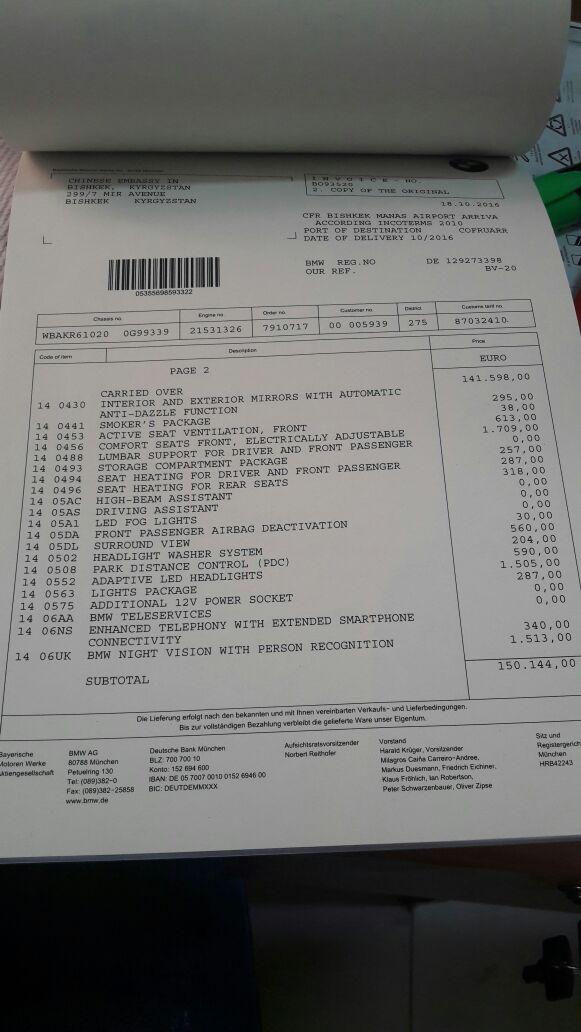 CHINESE EMBASSY IN
BISHKEK, KYRGYZSTAN
299/7 MIR AVENUE
BISHKEK KYRGYZSTAN
INVOICE - NO.
BO93520
2. COPY OF THE ORIGINAL
18.10.2016
CFR BISHKEK MANAS AIRPORT ARRIVA
ACCORDING INCOTERMS 2010
PORT OF DESTINATION COFRUARR
DATE OF DELIVERY 10/2016
BMW REG.NO DE 129273398
OUR REF. BV-20
05355698593322
Chassis no. Engine no. Order no. Customer no. District Customs tarif no.
WBAKR61020 0G99339 21531326 7910717 00 005939 275 87032410
Code of item Description Price
PAGE 2 EURO
CARRIED OVER 141.598,00
14 0430 INTERIOR AND EXTERIOR MIRRORS WITH AUTOMATIC 295,00
ANTI-DAZZLE FUNCTION
14 0441 SMOKER'S PACKAGE 38,00
14 0453 ACTIVE SEAT VENTILATION, FRONT 613,00
14 0456 COMFORT SEATS FRONT, ELECTRICALLY ADJUSTABLE 1.709,00
14 0488 LUMBAR SUPPORT FOR DRIVER AND FRONT PASSENGER 0,00
14 0493 STORAGE COMPARTMENT PACKAGE 257,00
14 0494 SEAT HEATING FOR DRIVER AND FRONT PASSENGER 287,00
14 0496 SEAT HEATING FOR REAR SEATS 318,00
14 05AC HIGH-BEAM ASSISTANT 0,00
14 05AS DRIVING ASSISTANT 0,00
14 05A1 LED FOG LIGHTS 0,00
14 05DA FRONT PASSENGER AIRBAG DEACTIVATION 30,00
14 05DL SURROUND VIEW 560,00
14 0502 HEADLIGHT WASHER SYSTEM 204,00
14 0508 PARK DISTANCE CONTROL (PDC) 590,00
14 0552 ADAPTIVE LED HEADLIGHTS 1.505,00
14 0563 LIGHTS PACKAGE 287,00
14 0575 ADDITIONAL 12V POWER SOCKET 0,00
14 06AA BMW TELESERVICES 0,00
14 06NS ENHANCED TELEPHONY WITH EXTENDED SMARTPHONE 340,00
CONNECTIVITY
14 06UK BMW NIGHT VISION WITH PERSON RECOGNITION 1.513,00
SUBTOTAL 150.144,00
Die Lieferung erfolgt nach den bekannten und mit Ihnen vereinbarten Verkaufs- und Lieferbedingungen.
Bis zur vollständigen Bezahlung verbleibt die gelieferte Ware unser Eigentum.
Bayerische
Motoren Werke
Aktiengesellschaft
BMW AG
80788 München
Petuelring 130
Tel: (089)382-0
Fax: (089)382-25858
www.bmw.de
Deutsche Bank München
BLZ: 700 700 10
Konto: 152 694 600
IBAN: DE 05 7007 0010 0152 6946 00
BIC: DEUTDEMMXXX
Aufsichtsratsvorsitzender
Norbert Reithofer
Vorstand
Harald Krüger, Vorsitzender
Milagros Caiña Carreiro-Andree,
Markus Duesmann, Friedrich Eichiner,
Klaus Fröhlich, Ian Robertson,
Peter Schwarzenbauer, Oliver Zipse
Sitz und
Registergericht
München
HRB42243